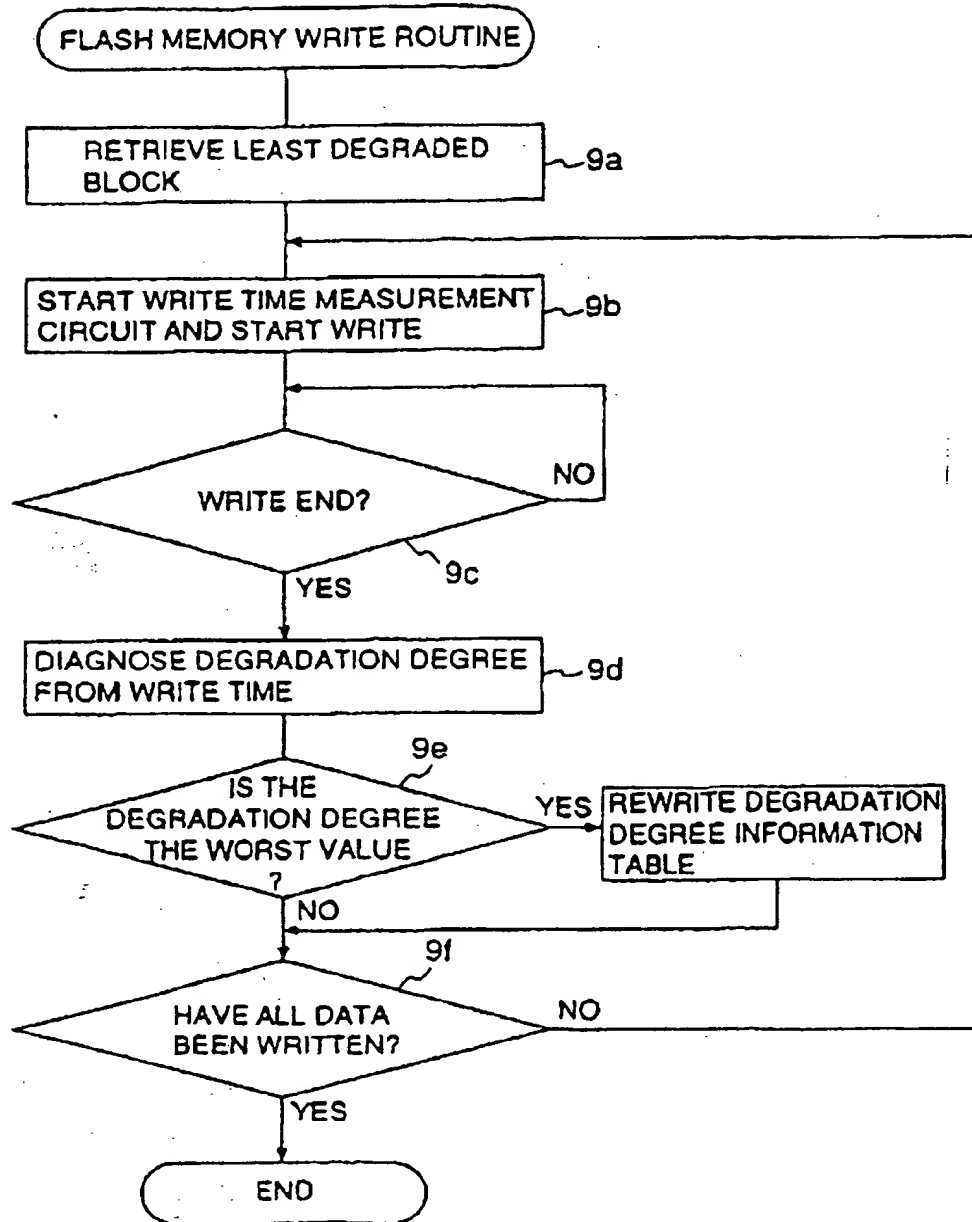 FLASH MEMORY WRITE ROUTINE
RETRIEVE LEAST DEGRADED
BLOCK
9a
START WRITE TIME MEASUREMENT
CIRCUIT AND START WRITE
9b
NO
WRITE END?
9c
YES
DIAGNOSE DEGRADATION DEGREE
FROM WRITE TIME
9d
9e
IS THE
DEGRADATION DEGREE
THE WORST VALUE
?
YES
REWRITE DEGRADATION
DEGREE INFORMATION
TABLE
NO
9f
HAVE ALL DATA
BEEN WRITTEN?
NO
YES
END